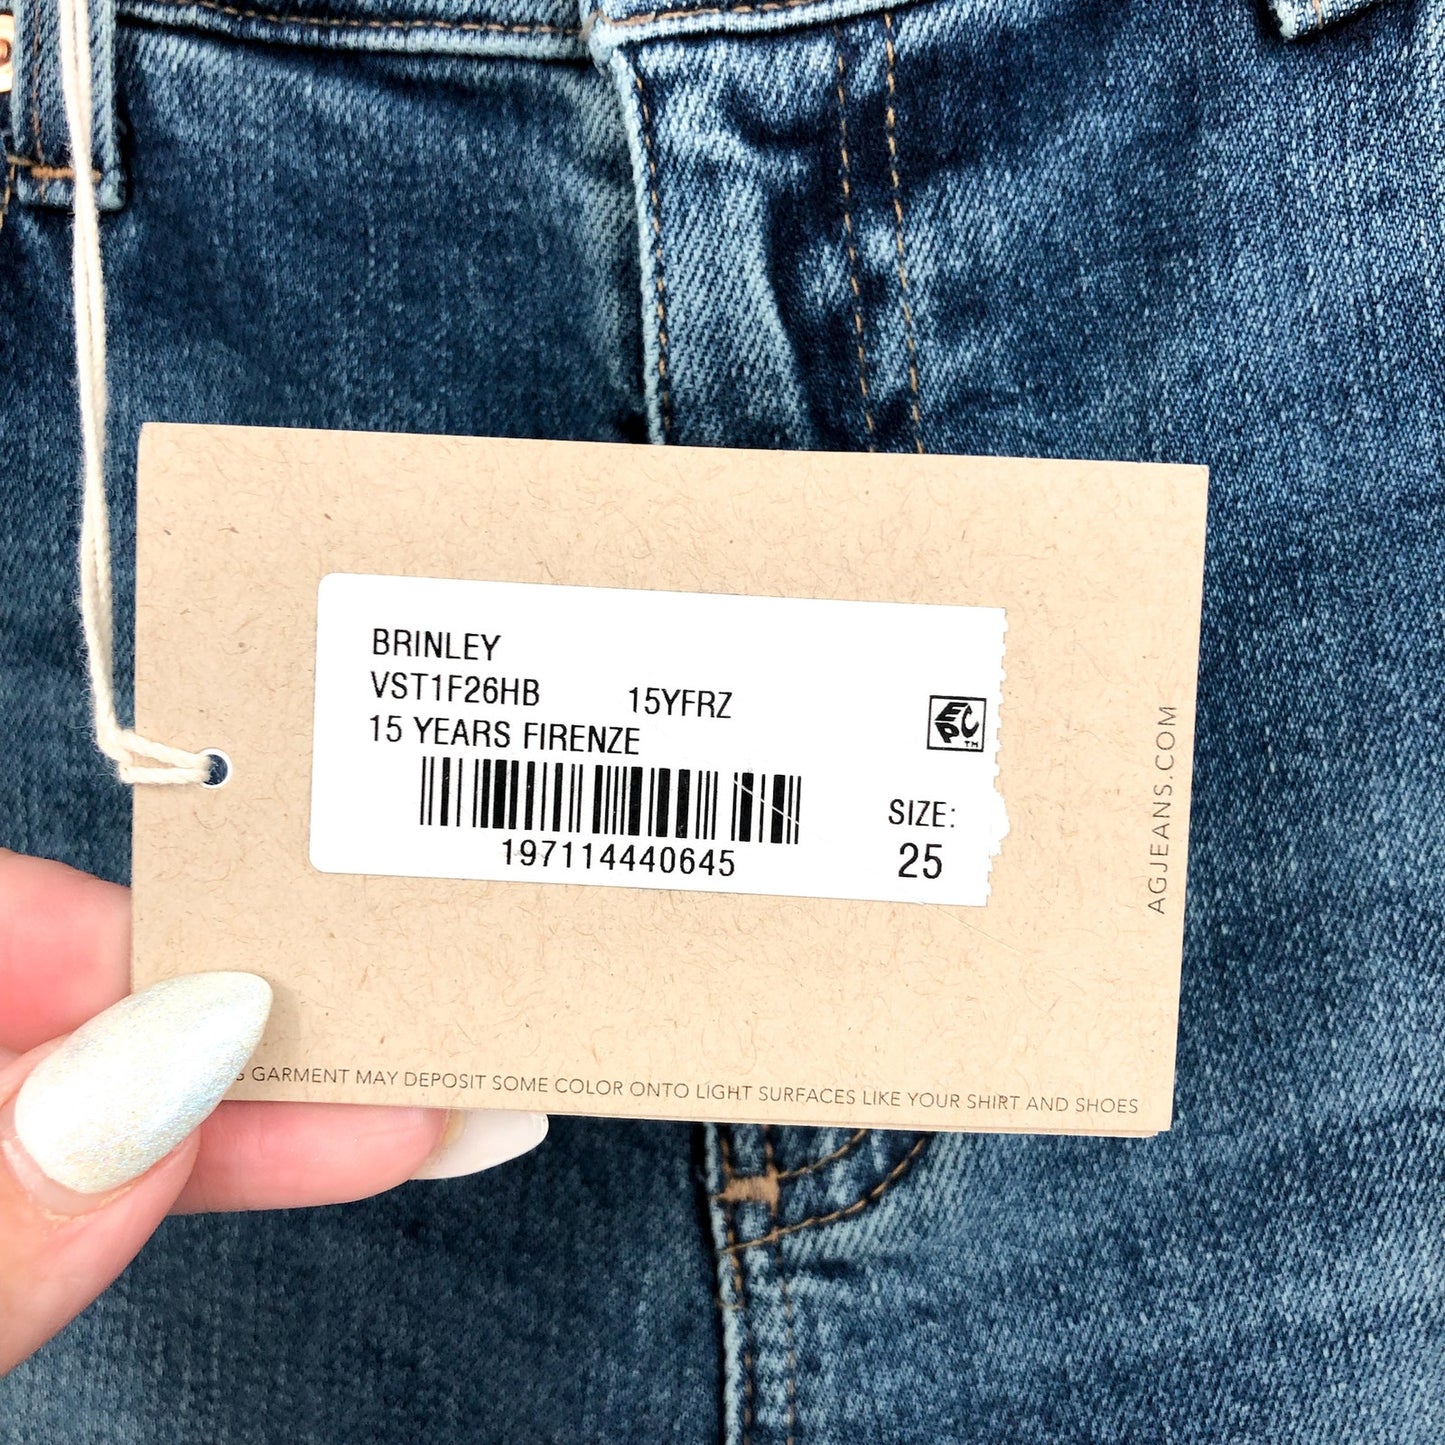 BRINLEY
VST1F26HB 15YFRZ
15 YEARS FIRENZE
EPC™
197114440645
SIZE:
25
AGJEANS.COM
GARMENT MAY DEPOSIT SOME COLOR ONTO LIGHT SURFACES LIKE YOUR SHIRT AND SHOES